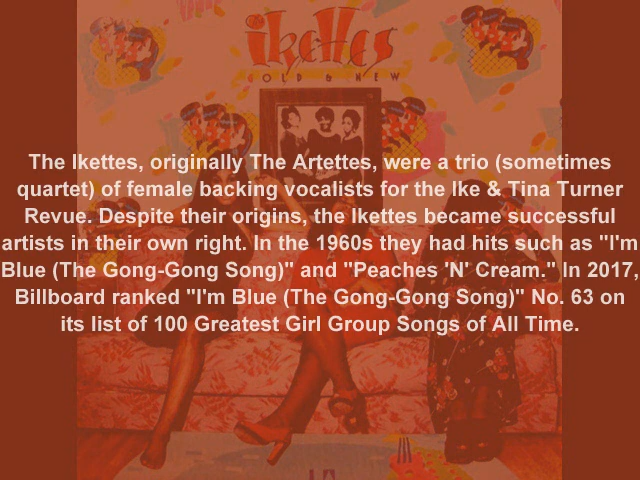 ikettes
GOLD & NEW
The Ikettes, originally The Artettes, were a trio (sometimes
quartet) of female backing vocalists for the Ike & Tina Turner
Revue. Despite their origins, the Ikettes became successful
artists in their own right. In the 1960s they had hits such as "I'm
Blue (The Gong-Gong Song)" and "Peaches 'N' Cream." In 2017,
Billboard ranked "I'm Blue (The Gong-Gong Song)" No. 63 on
its list of 100 Greatest Girl Group Songs of All Time.
UA